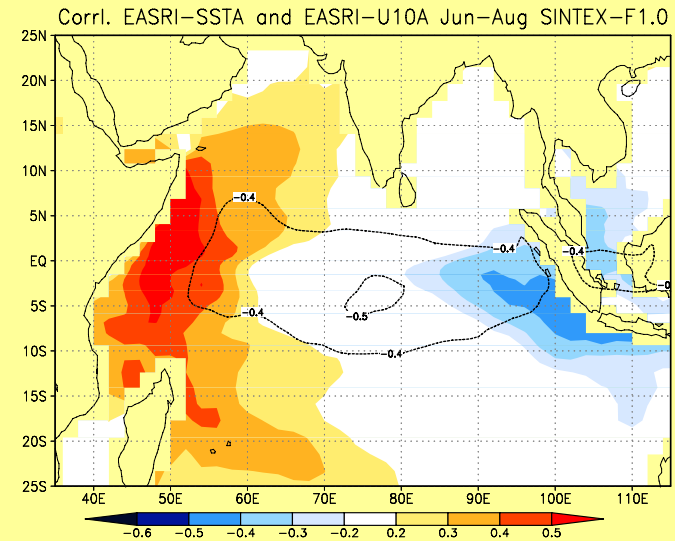 Corrl. EASRI-SSTA and EASRI-U10A Jun-Aug SINTEX-F1.0
25N
20N
15N
10N
5N
EQ
5S
10S
15S
20S
25S
-0.4
-0.4
-0.4
-0.5
-0.4
-0.4
-0
40E 50E 60E 70E 80E 90E 100E 110E
-0.6 -0.5 -0.4 -0.3 -0.2 0.2 0.3 0.4 0.5